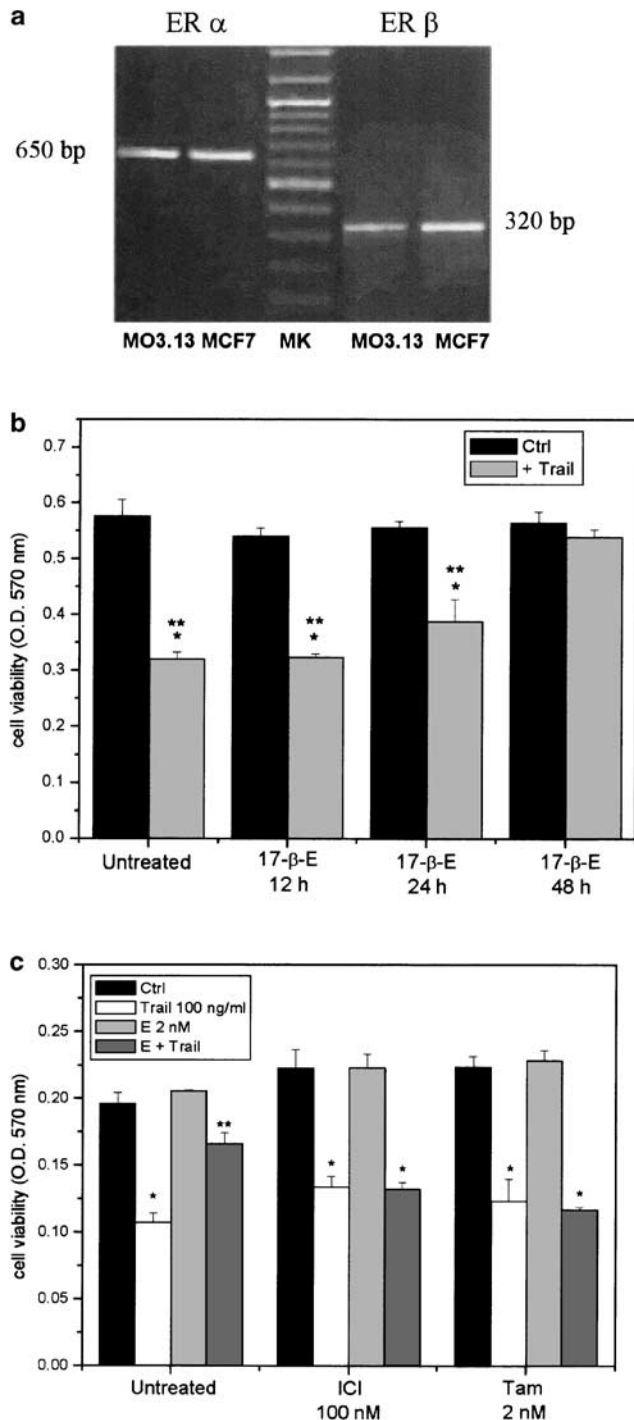 a
ER α ER β
650 bp
320 bp
MO3.13 MCF7 MK MO3.13 MCF7
b
Ctrl
+ Trail
cell viability (O.D. 570 nm)
0.7
0.6
0.5
0.4
0.3
0.2
0.1
0.0
**
*
**
*
**
*
Untreated 17-β-E 17-β-E 17-β-E
12 h 24 h 48 h
c
Ctrl
Trail 100 ng/ml
E 2 nM
E + Trail
cell viability (O.D. 570 nm)
0.30
0.25
0.20
0.15
0.10
0.05
0.00
* ** * * * *
Untreated ICI Tam
100 nM 2 nM